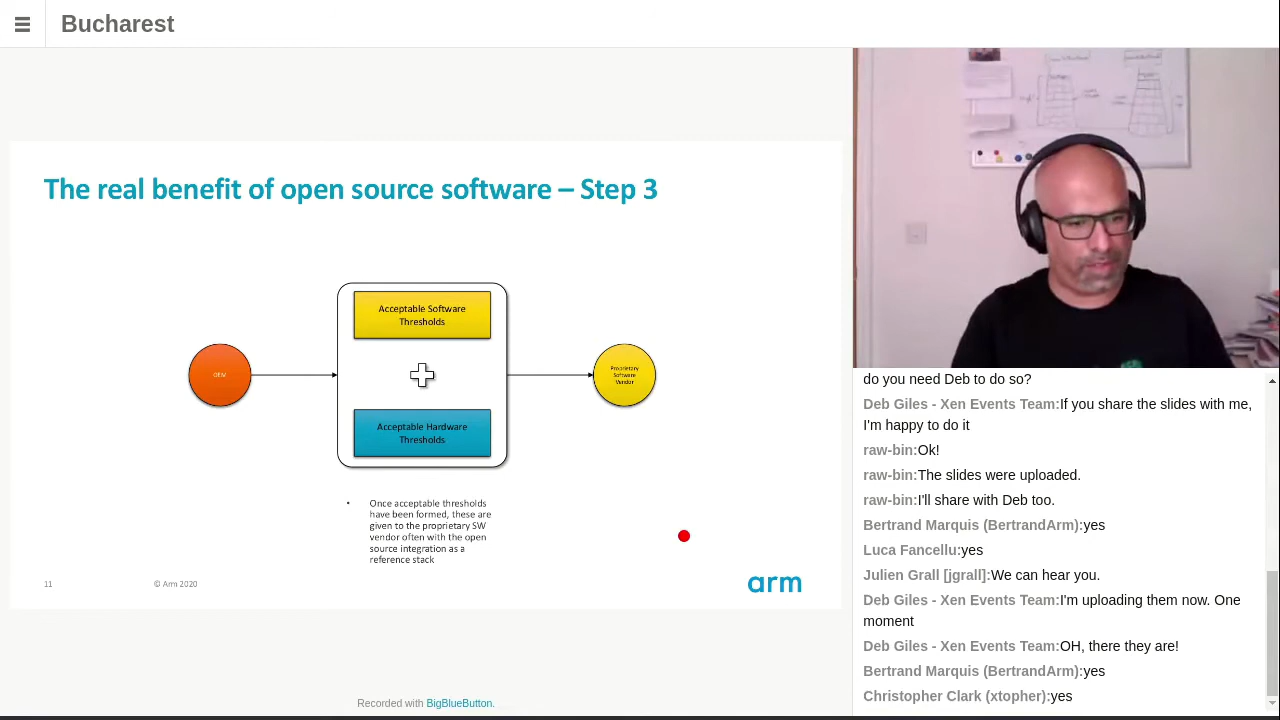 Bucharest
The real benefit of open source software – Step 3
Acceptable Software
Thresholds
OEM
Proprietary
Software
Vendor
Acceptable Hardware
Thresholds
• Once acceptable thresholds
have been formed, these are
given to the proprietary SW
vendor often with the open
source integration as a
reference stack
11
© Arm 2020
arm
Recorded with BigBlueButton.
do you need Deb to do so?
Deb Giles - Xen Events Team:If you share the slides with me,
I'm happy to do it
raw-bin:Ok!
raw-bin:The slides were uploaded.
raw-bin:I'll share with Deb too.
Bertrand Marquis (BertrandArm):yes
Luca Fancellu:yes
Julien Grall [jgrall]:We can hear you.
Deb Giles - Xen Events Team:I'm uploading them now. One
moment
Deb Giles - Xen Events Team:OH, there they are!
Bertrand Marquis (BertrandArm):yes
Christopher Clark (xtopher):yes